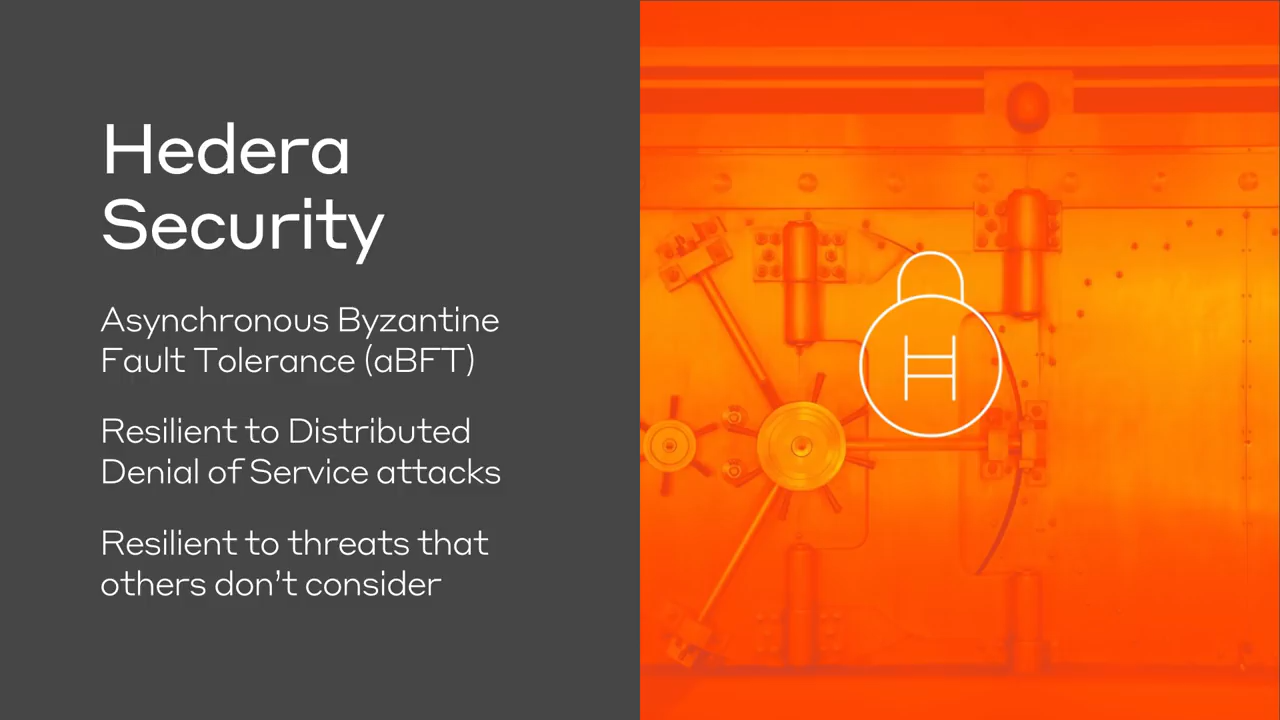 Hedera
Security
Asynchronous Byzantine
Fault Tolerance (aBFT)
Resilient to Distributed
Denial of Service attacks
Resilient to threats that
others don't consider
H